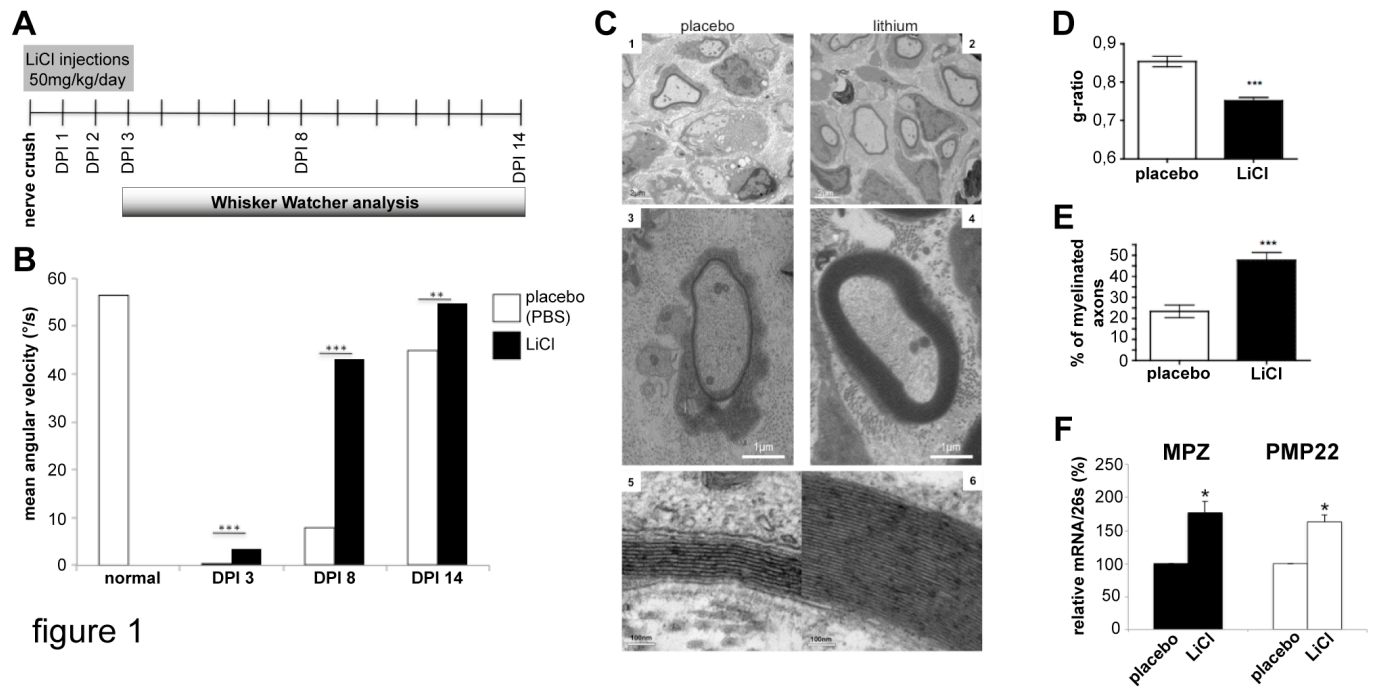 A
LiCl injections
50mg/kg/day
nerve crush
DPI 1
DPI 2
DPI 3
DPI 8
DPI 14
Whisker Watcher analysis
B
mean angular velocity (°/s)
60
50
40
30
20
10
0
***
***
**
placebo
(PBS)
LiCl
normal
DPI 3
DPI 8
DPI 14
figure 1
C
placebo
lithium
1
2
2µm
2µm
3
4
1µm
1µm
5
6
100nm
100nm
D
g-ratio
0,9
0,8
0,7
0,6
***
placebo
LiCl
E
% of myelinated
axons
50
40
30
20
10
0
***
placebo
LiCl
F
MPZ
PMP22
relative mRNA/26s (%)
250
200
150
100
50
0
*
*
placebo
LiCl
placebo
LiCl